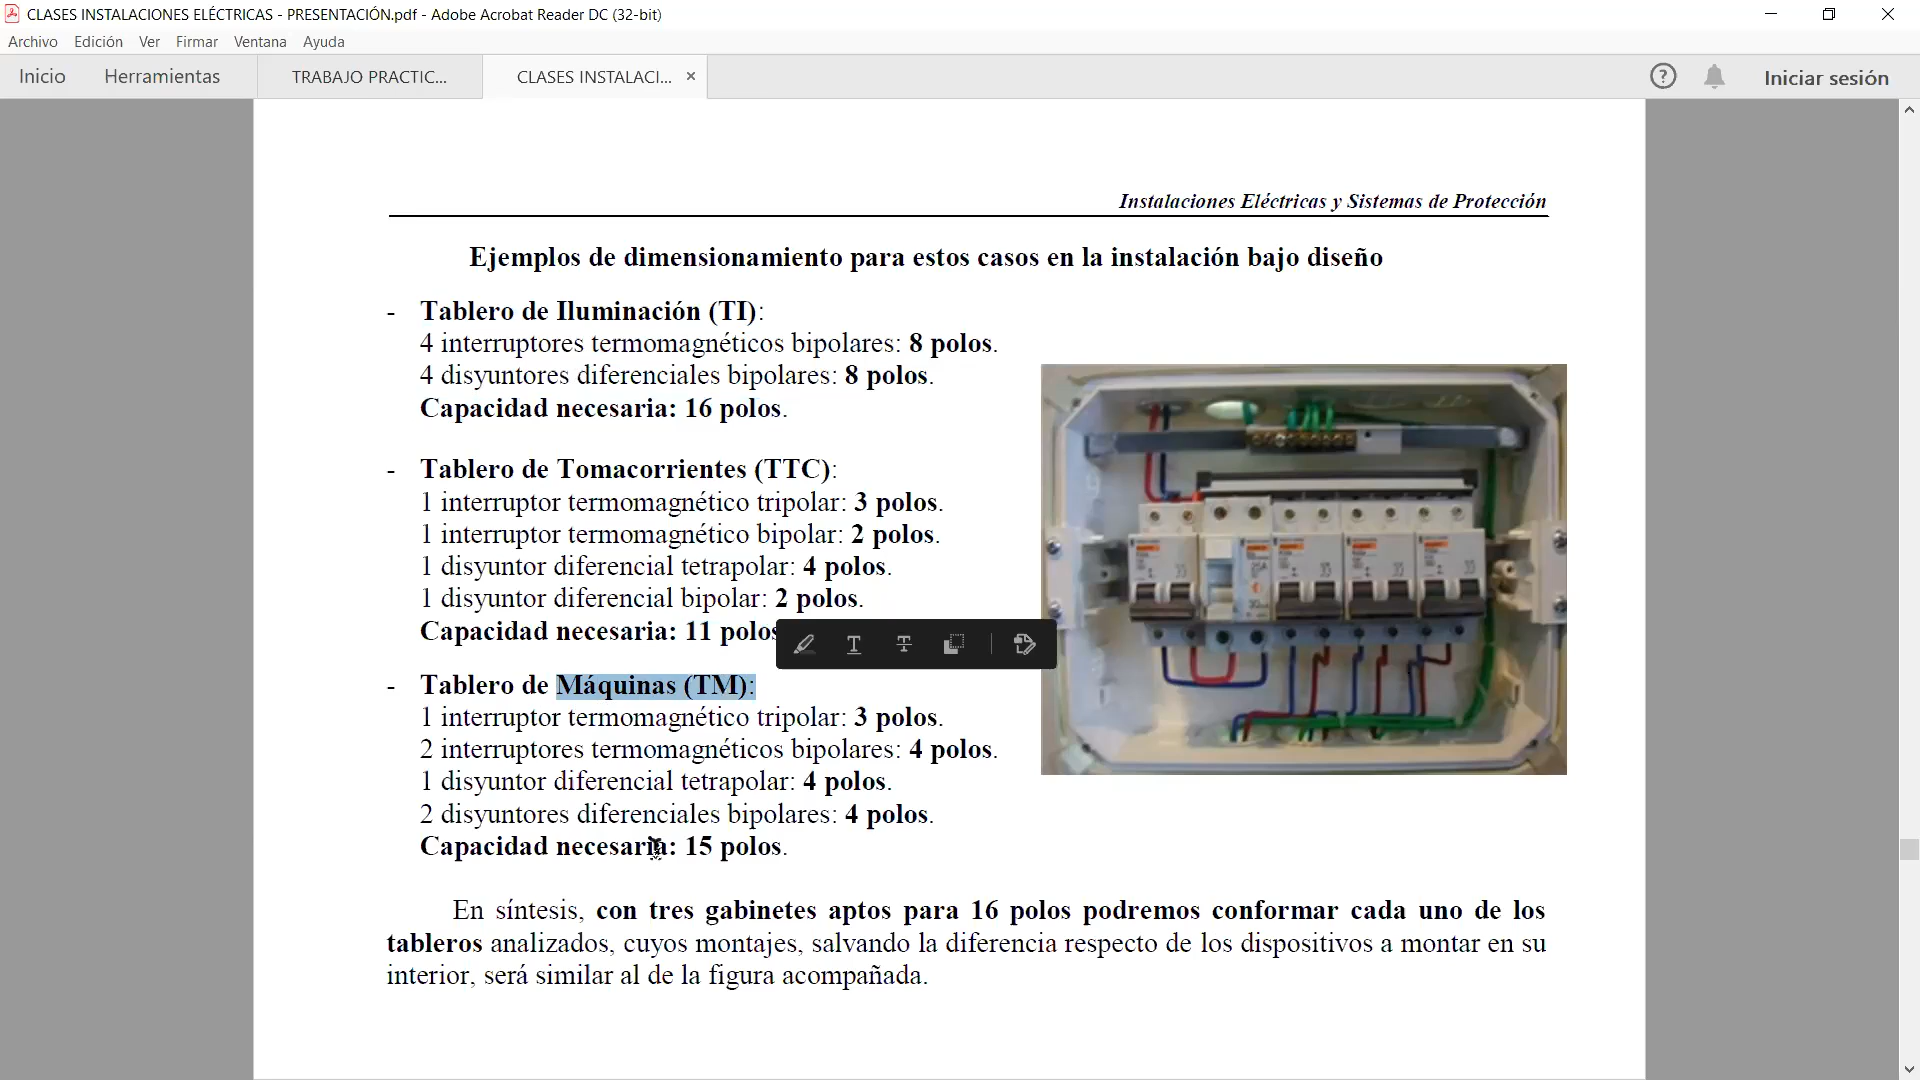 CLASES INSTALACIONES ELÉCTRICAS - PRESENTACIÓN.pdf - Adobe Acrobat Reader DC (32-bit)
Archivo Edición Ver Firmar Ventana Ayuda
Inicio Herramientas TRABAJO PRACTIC... CLASES INSTALACI... × Iniciar sesión
Instalaciones Eléctricas y Sistemas de Protección
Ejemplos de dimensionamiento para estos casos en la instalación bajo diseño
- Tablero de Iluminación (TI):
4 interruptores termomagnéticos bipolares: 8 polos.
4 disyuntores diferenciales bipolares: 8 polos.
Capacidad necesaria: 16 polos.
- Tablero de Tomacorrientes (TTC):
1 interruptor termomagnético tripolar: 3 polos.
1 interruptor termomagnético bipolar: 2 polos.
1 disyuntor diferencial tetrapolar: 4 polos.
1 disyuntor diferencial bipolar: 2 polos.
Capacidad necesaria: 11 polos
- Tablero de Máquinas (TM):
1 interruptor termomagnético tripolar: 3 polos.
2 interruptores termomagnéticos bipolares: 4 polos.
1 disyuntor diferencial tetrapolar: 4 polos.
2 disyuntores diferenciales bipolares: 4 polos.
Capacidad necesaria: 15 polos.
En síntesis, con tres gabinetes aptos para 16 polos podremos conformar cada uno de los
tableros analizados, cuyos montajes, salvando la diferencia respecto de los dispositivos a montar en su
interior, será similar al de la figura acompañada.